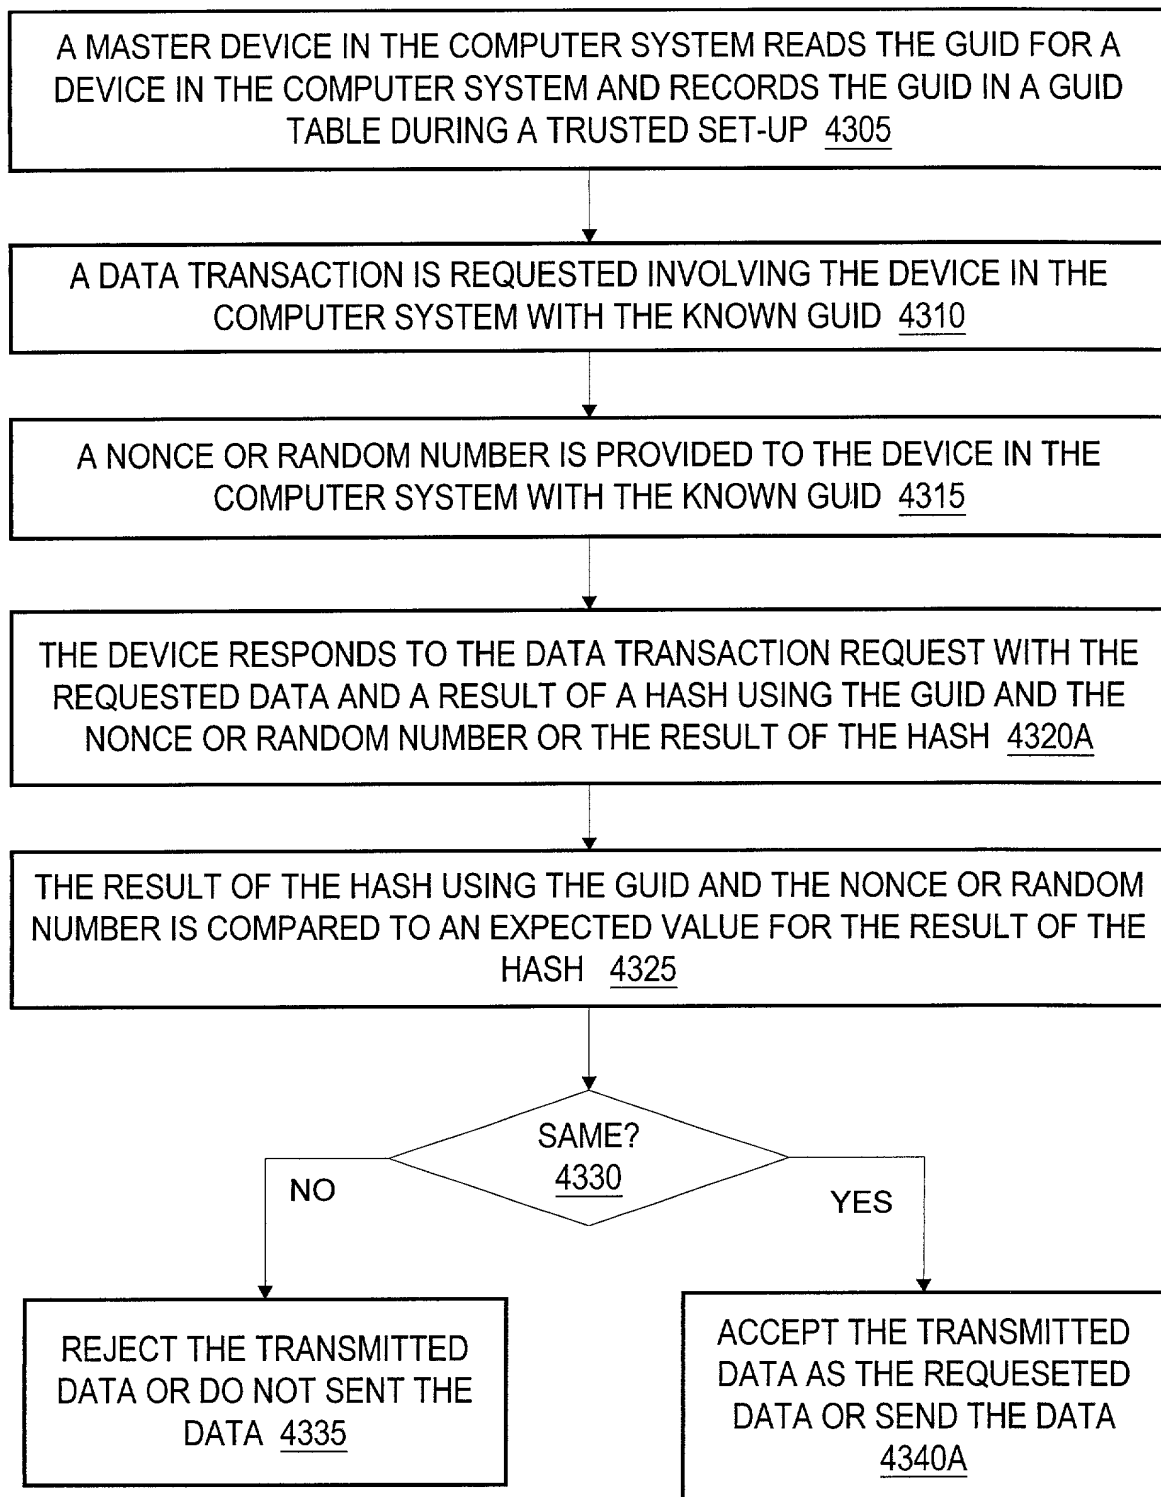 A MASTER DEVICE IN THE COMPUTER SYSTEM READS THE GUID FOR A
DEVICE IN THE COMPUTER SYSTEM AND RECORDS THE GUID IN A GUID
TABLE DURING A TRUSTED SET-UP 4305
A DATA TRANSACTION IS REQUESTED INVOLVING THE DEVICE IN THE
COMPUTER SYSTEM WITH THE KNOWN GUID 4310
A NONCE OR RANDOM NUMBER IS PROVIDED TO THE DEVICE IN THE
COMPUTER SYSTEM WITH THE KNOWN GUID 4315
THE DEVICE RESPONDS TO THE DATA TRANSACTION REQUEST WITH THE
REQUESTED DATA AND A RESULT OF A HASH USING THE GUID AND THE
NONCE OR RANDOM NUMBER OR THE RESULT OF THE HASH 4320A
THE RESULT OF THE HASH USING THE GUID AND THE NONCE OR RANDOM
NUMBER IS COMPARED TO AN EXPECTED VALUE FOR THE RESULT OF THE
HASH 4325
SAME?
4330
NO
YES
REJECT THE TRANSMITTED
DATA OR DO NOT SENT THE
DATA 4335
ACCEPT THE TRANSMITTED
DATA AS THE REQUESETED
DATA OR SEND THE DATA
4340A